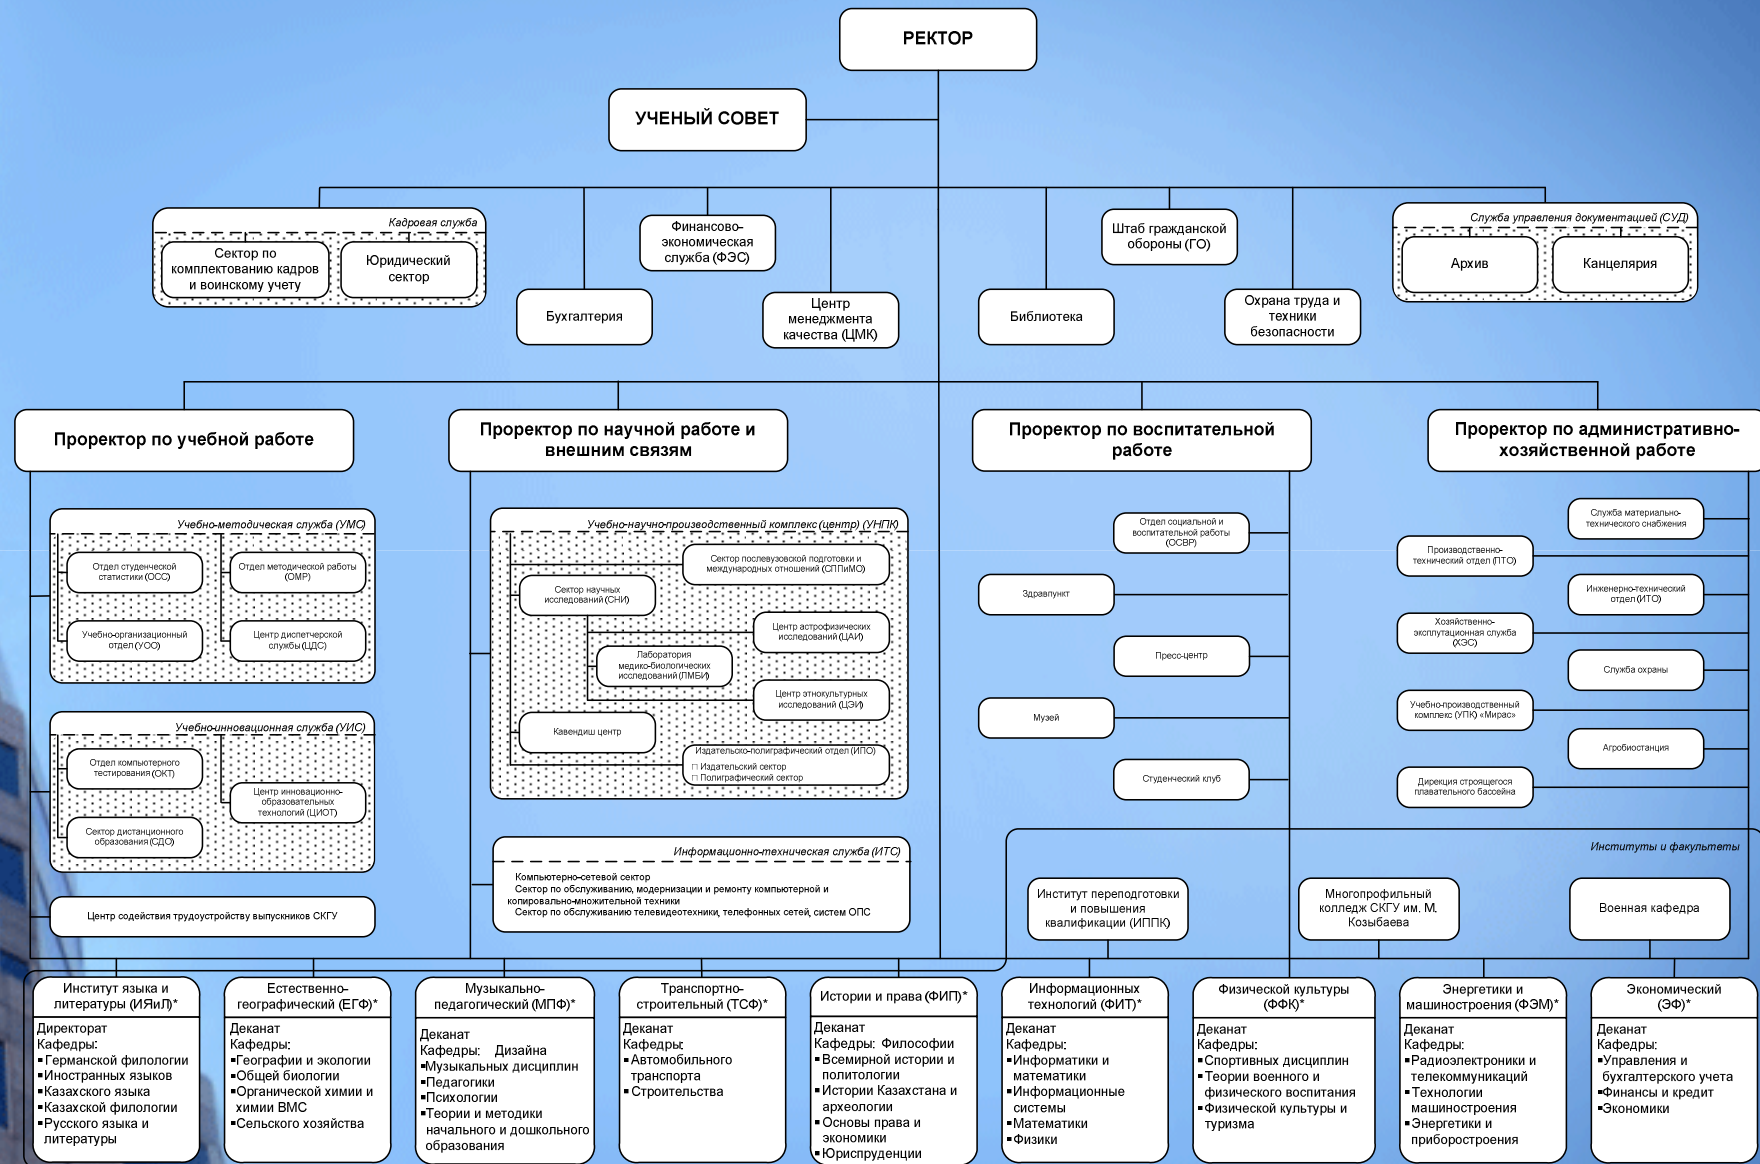 РЕКТОР
УЧЕНЫЙ СОВЕТ
Кадровая служба
Сектор по
комплектованию кадров
и воинскому учету
Юридический
сектор
Бухгалтерия
Финансово-
экономическая
служба (ФЭС)
Центр
менеджмента
качества (ЦМК)
Библиотека
Штаб гражданской
обороны (ГО)
Охрана труда и
техники
безопасности
Служба управления документацией (СУД)
Архив
Канцелярия
Проректор по учебной работе
Проректор по научной работе и
внешним связям
Проректор по воспитательной
работе
Проректор по административно-
хозяйственной работе
Учебно-методическая служба (УМС)
Отдел студенческой
статистики (ОСС)
Отдел методической работы
(ОМР)
Учебно-организационный
отдел (УОО)
Центр диспетчерской
службы (ЦДС)
Учебно-инновационная служба (УИС)
Отдел компьютерного
тестирования (ОКТ)
Центр инновационно-
образовательных
технологий (ЦИОТ)
Сектор дистанционного
образования (СДО)
Центр содействия трудоустройству выпускников СКГУ
Учебно-научно-производственный комплекс (центр) (УНПК)
Сектор послевузовской подготовки и
международных отношений (СППиМО)
Сектор научных
исследований (СНИ)
Центр астрофизических
исследований (ЦАИ)
Лаборатория
медико-биологических
исследований (ЛМБИ)
Центр этнокультурных
исследований (ЦЭИ)
Кавендиш центр
Издательско-полиграфический отдел (ИПО)
□ Издательский сектор
□ Полиграфический сектор
Информационно-техническая служба (ИТС)
Компьютерно-сетевой сектор
Сектор по обслуживанию, модернизации и ремонту компьютерной и
копировально-множительной техники
Сектор по обслуживанию телевидеотехники, телефонных сетей, систем ОПС
Отдел социальной и
воспитательной работы
(ОСВР)
Здравпункт
Пресс-центр
Музей
Студенческий клуб
Служба материально-
технического снабжения
Производственно-
технический отдел (ПТО)
Инженерно-технический
отдел (ИТО)
Хозяйственно-
эксплутационная служба
(ХЭС)
Служба охраны
Учебно-производственный
комплекс (УПК) «Мирас»
Агробиостанция
Дирекция строящегося
плавательного бассейна
Институты и факультеты
Институт переподготовки
и повышения
квалификации (ИППК)
Многопрофильный
колледж СКГУ им. М.
Козыбаева
Военная кафедра
Институт языка и
литературы (ИЯиЛ)*
Директорат
Кафедры:
▪Германской филологии
▪Иностранных языков
▪Казахского языка
▪Казахской филологии
▪Русского языка и
литературы
Естественно-
географический (ЕГФ)*
Деканат
Кафедры:
▪Географии и экологии
▪Общей биологии
▪Органической химии и
химии ВМС
▪Сельского хозяйства
Музыкально-
педагогический (МПФ)*
Деканат
Кафедры: Дизайна
▪Музыкальных дисциплин
▪Педагогики
▪Психологии
▪Теории и методики
начального и дошкольного
образования
Транспортно-
строительный (ТСФ)*
Деканат
Кафедры:
▪Автомобильного
транспорта
▪Строительства
Истории и права (ФИП)*
Деканат
Кафедры: Философии
▪Всемирной истории и
политологии
▪Истории Казахстана и
археологии
▪Основы права и
экономики
▪Юриспруденции
Информационных
технологий (ФИТ)*
Деканат
Кафедры:
▪Информатики и
математики
▪Информационные
системы
▪Математики
▪Физики
Физической культуры
(ФФК)*
Деканат
Кафедры:
▪Спортивных дисциплин
▪Теории военного и
физического воспитания
▪Физической культуры и
туризма
Энергетики и
машиностроения (ФЭМ)*
Деканат
Кафедры:
▪Радиоэлектроники и
телекоммуникаций
▪Технологии
машиностроения
▪Энергетики и
приборостроения
Экономический
(ЭФ)*
Деканат
Кафедры:
▪Управления и
бухгалтерского учета
▪Финансы и кредит
▪Экономики